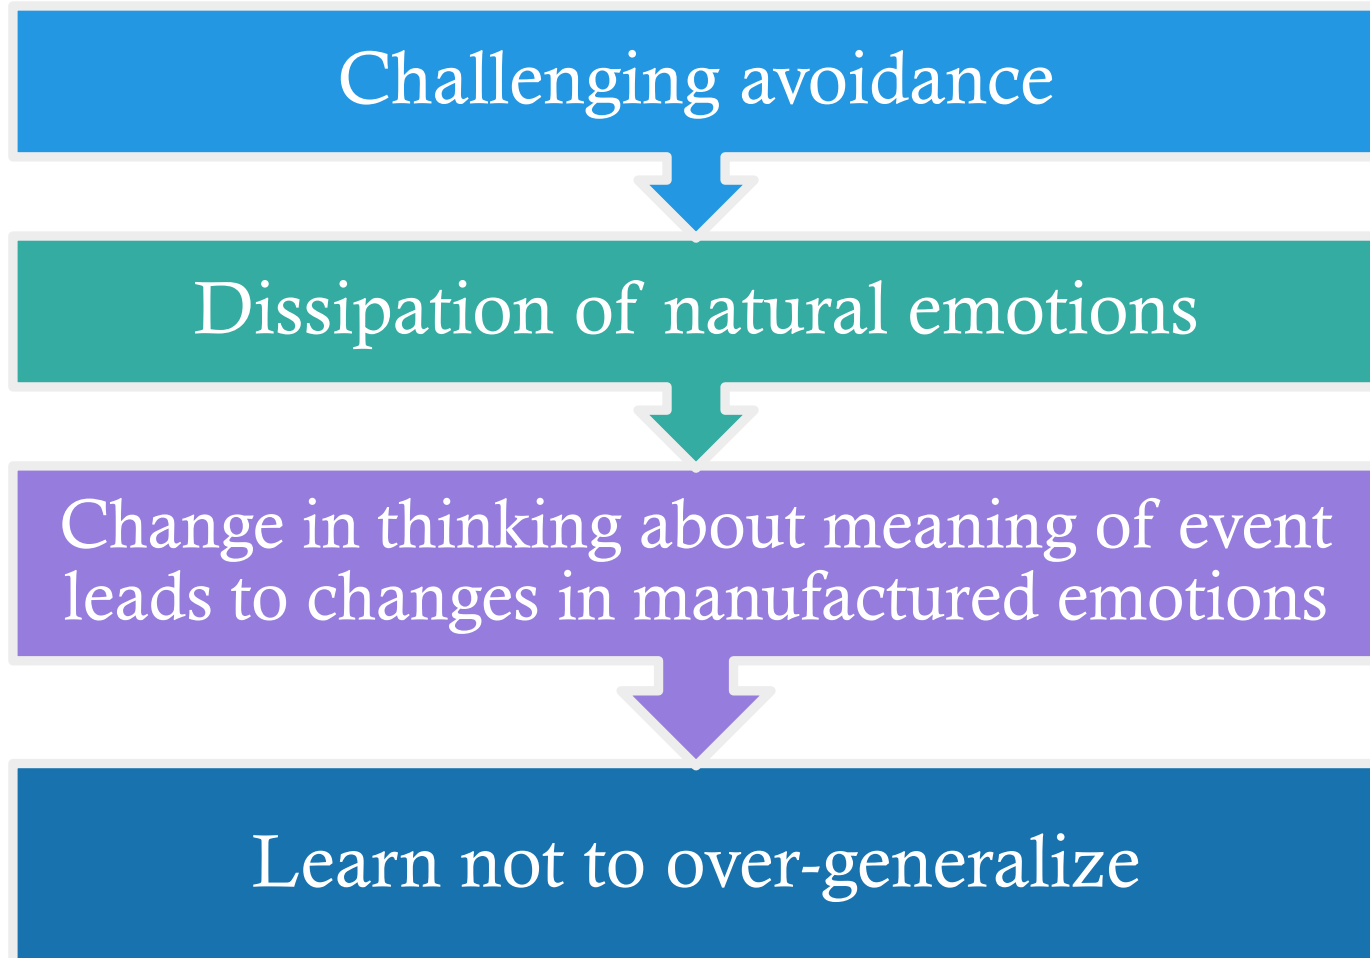 Challenging avoidance
Dissipation of natural emotions
Change in thinking about meaning of event
leads to changes in manufactured emotions
Learn not to over-generalize